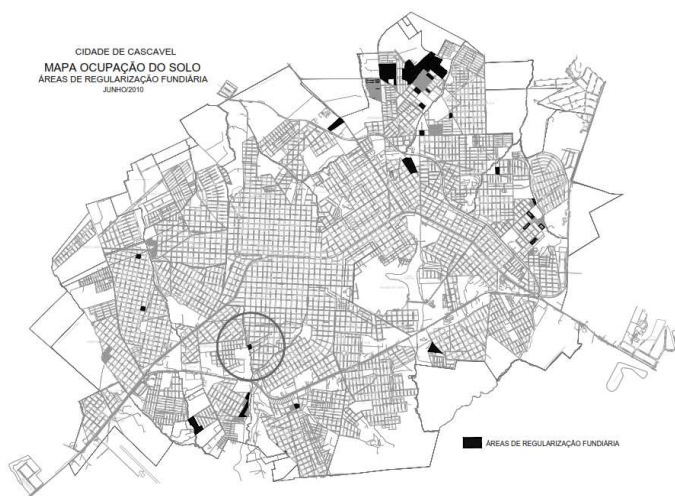 CIDADE DE CASCAVEL
MAPA OCUPAÇÃO DO SOLO
ÁREAS DE REGULARIZAÇÃO FUNDIÁRIA
JUNHO/2010
ÁREAS DE REGULARIZAÇÃO FUNDIÁRIA